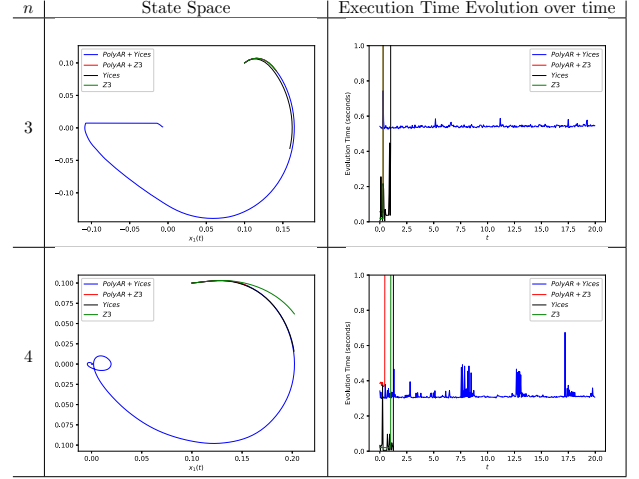 n State Space Execution Time Evolution over time
3
PolyAR + Yices
PolyAR + Z3
Yices
Z3
0.10
0.05
0.00
−0.05
−0.10
−0.10 −0.05 0.00 0.05 0.10 0.15
x1(t)
Evolution Time (seconds)
1.0
0.8
0.6
0.4
0.2
0.0
PolyAR + Yices
PolyAR + Z3
Yices
Z3
0.0 2.5 5.0 7.5 10.0 12.5 15.0 17.5 20.0
t
4
PolyAR + Yices
PolyAR + Z3
Yices
Z3
0.100
0.075
0.050
0.025
0.000
0.025
0.050
0.075
0.100
0.00 0.05 0.10 0.15 0.20
x1(t)
Evolution Time (seconds)
1.0
0.8
0.6
0.4
0.2
0.0
PolyAR + Yices
PolyAR + Z3
Yices
Z3
0.0 2.5 5.0 7.5 10.0 12.5 15.0 17.5 20.0
t